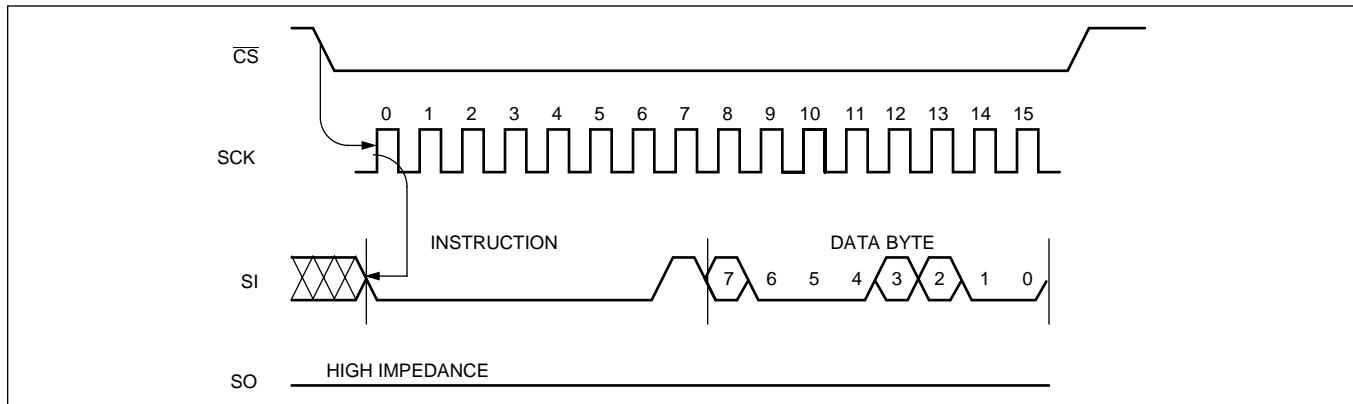 CS
0 1 2 3 4 5 6 7 8 9 10 11 12 13 14 15
SCK
INSTRUCTION DATA BYTE
SI 7 6 5 4 3 2 1 0
HIGH IMPEDANCE
SO